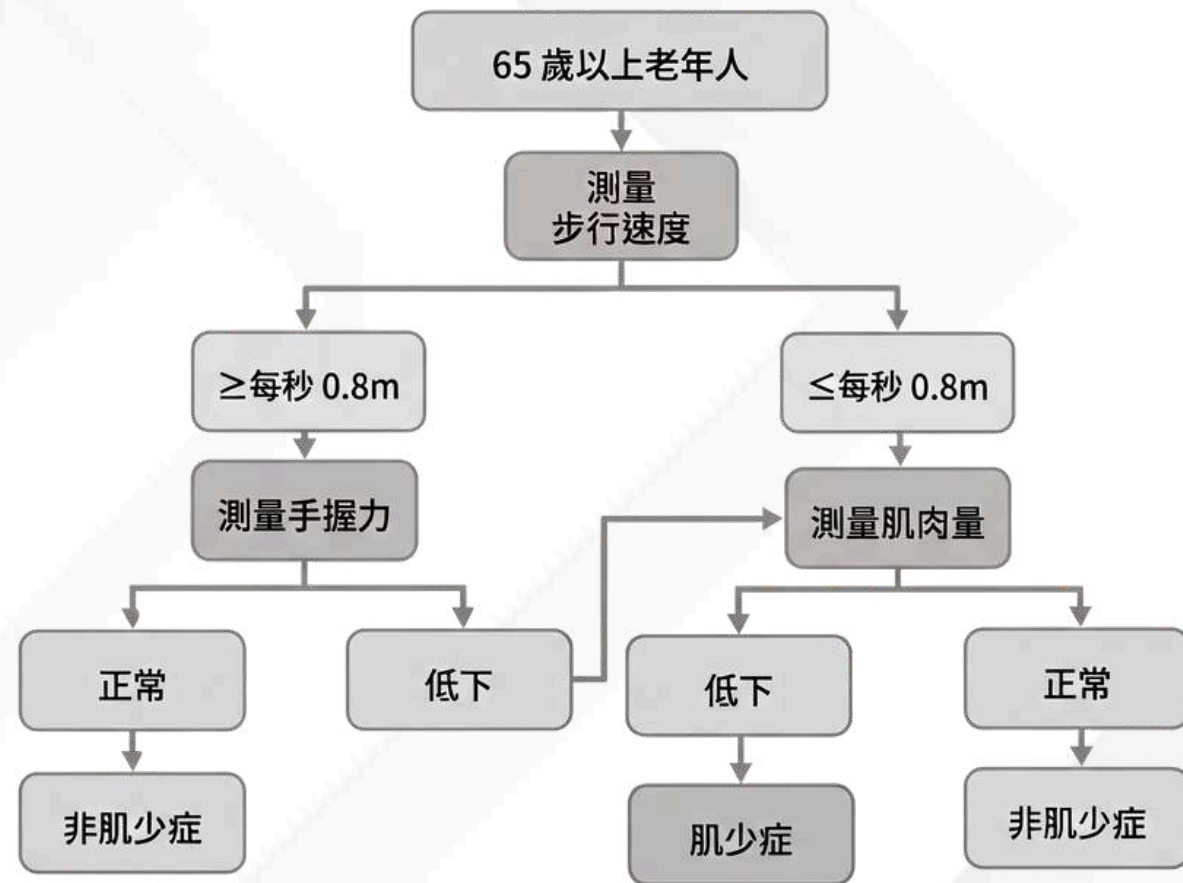 65 歲以上老年人
測量
步行速度
≥每秒 0.8m
≤每秒 0.8m
測量手握力
測量肌肉量
正常
低下
低下
正常
非肌少症
肌少症
非肌少症